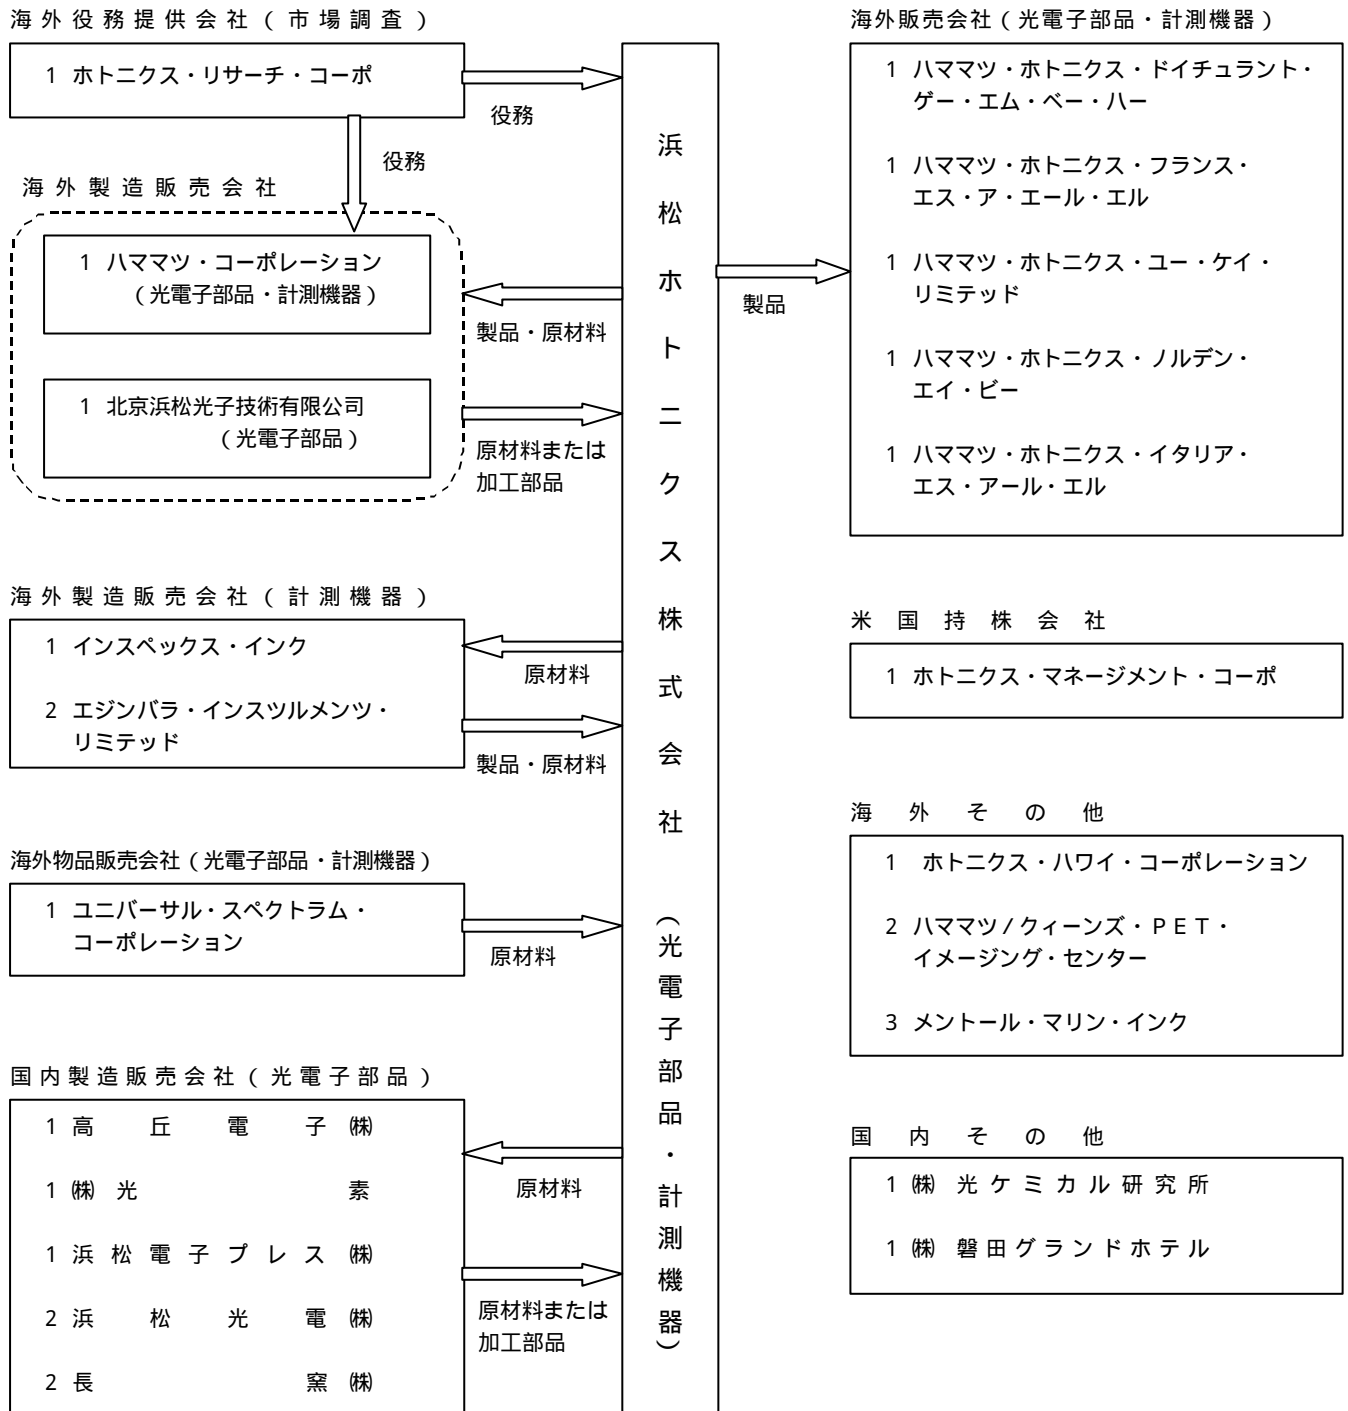 海外役務提供会社（市場調査）
1 ホトニクス・リサーチ・コーポ
役務
役務
海外製造販売会社
1 ハママツ・コーポレーション
（光電子部品・計測機器）
製品・原材料
1 北京浜松光子技術有限公司
（光電子部品）
原材料または
加工部品
海外製造販売会社（計測機器）
1 インスペックス・インク
原材料
2 エジンバラ・インスツルメンツ・
リミテッド
製品・原材料
海外物品販売会社（光電子部品・計測機器）
1 ユニバーサル・スペクトラム・
コーポレーション
原材料
国内製造販売会社（光電子部品）
1 高丘電子㈱
1 ㈱光素
原材料
1 浜松電子プレス㈱
2 浜松光電㈱
原材料または
加工部品
2 長窯㈱
浜松ホトニクス株式会社（光電子部品・計測機器）
製品
海外販売会社（光電子部品・計測機器）
1 ハママツ・ホトニクス・ドイチュラント・
ゲー・エム・ベー・ハー
1 ハママツ・ホトニクス・フランス・
エス・ア・エール・エル
1 ハママツ・ホトニクス・ユー・ケイ・
リミテッド
1 ハママツ・ホトニクス・ノルデン・
エイ・ビー
1 ハママツ・ホトニクス・イタリア・
エス・アール・エル
米国持株会社
1 ホトニクス・マネージメント・コーポ
海外その他
1 ホトニクス・ハワイ・コーポレーション
2 ハママツ/クィーンズ・ＰＥＴ・
イメージング・センター
3 メントール・マリン・インク
国内その他
1 ㈱ 光ケミカル研究所
1 ㈱ 磐田グランドホテル